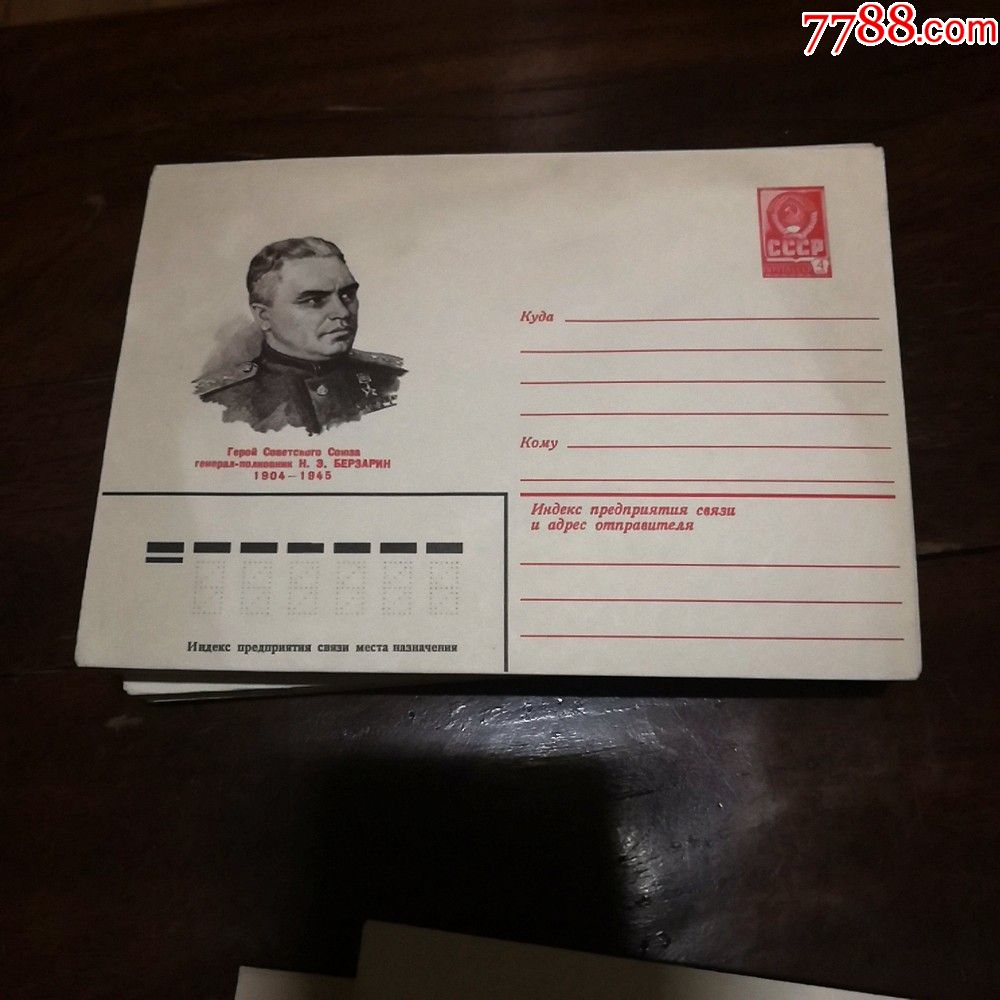 7788.com
СССР
4
Куда
Герой Советского Союза
генерал-полковник Н. Э. БЕРЗАРИН
1904–1945
Кому
Индекс предприятия связи
и адрес отправителя
Индекс предприятия связи места назначения